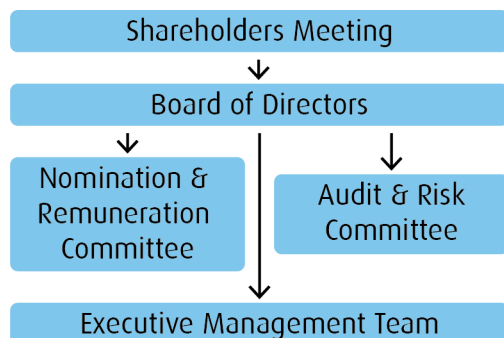 Shareholders Meeting
Board of Directors
Nomination &
Remuneration
Committee
Audit & Risk
Committee
Executive Management Team